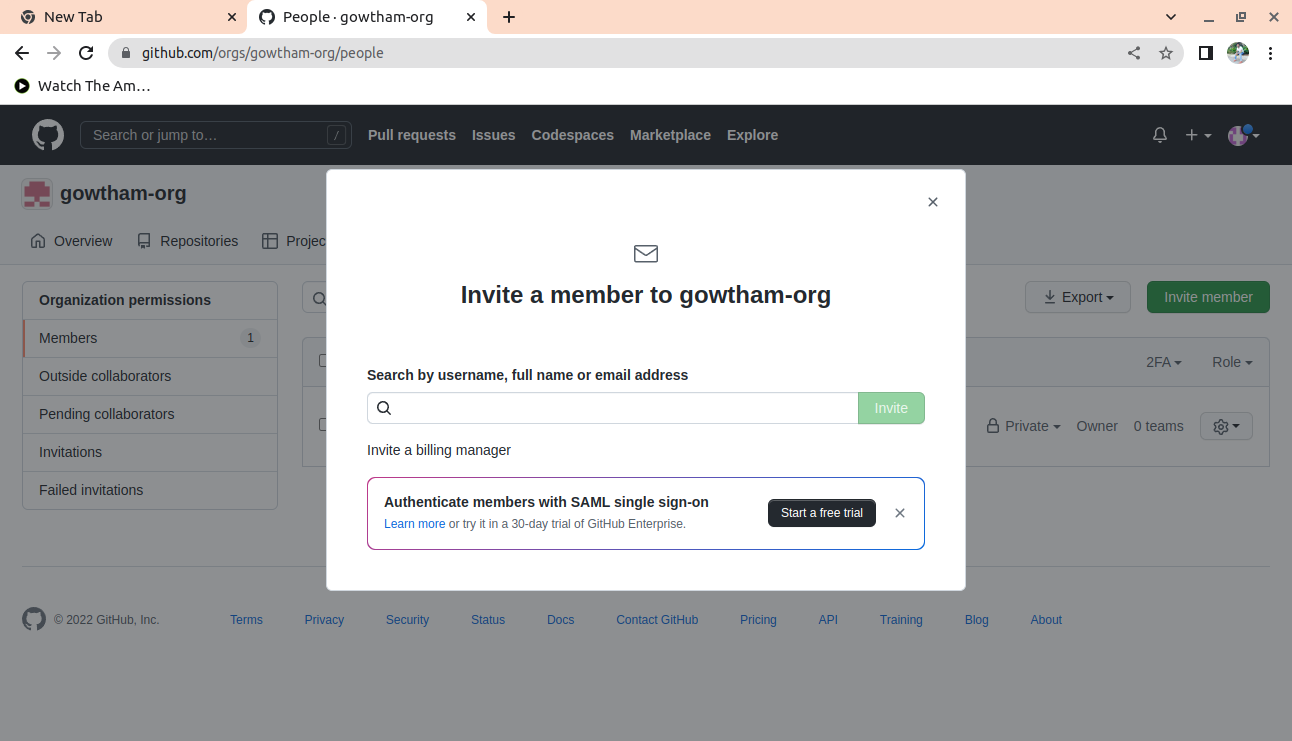 New Tab
People · gowtham-org
github.com/orgs/gowtham-org/people
Watch The Am…
Search or jump to… /
Pull requests Issues Codespaces Marketplace Explore
gowtham-org
Overview Repositories Projec
Organization permissions
Members 1
Outside collaborators
Pending collaborators
Invitations
Failed invitations
Export Invite member
2FA Role
Private Owner 0 teams
Invite a member to gowtham-org
Search by username, full name or email address
Invite
Invite a billing manager
Authenticate members with SAML single sign-on
Learn more or try it in a 30-day trial of GitHub Enterprise.
Start a free trial
© 2022 GitHub, Inc. Terms Privacy Security Status Docs Contact GitHub Pricing API Training Blog About